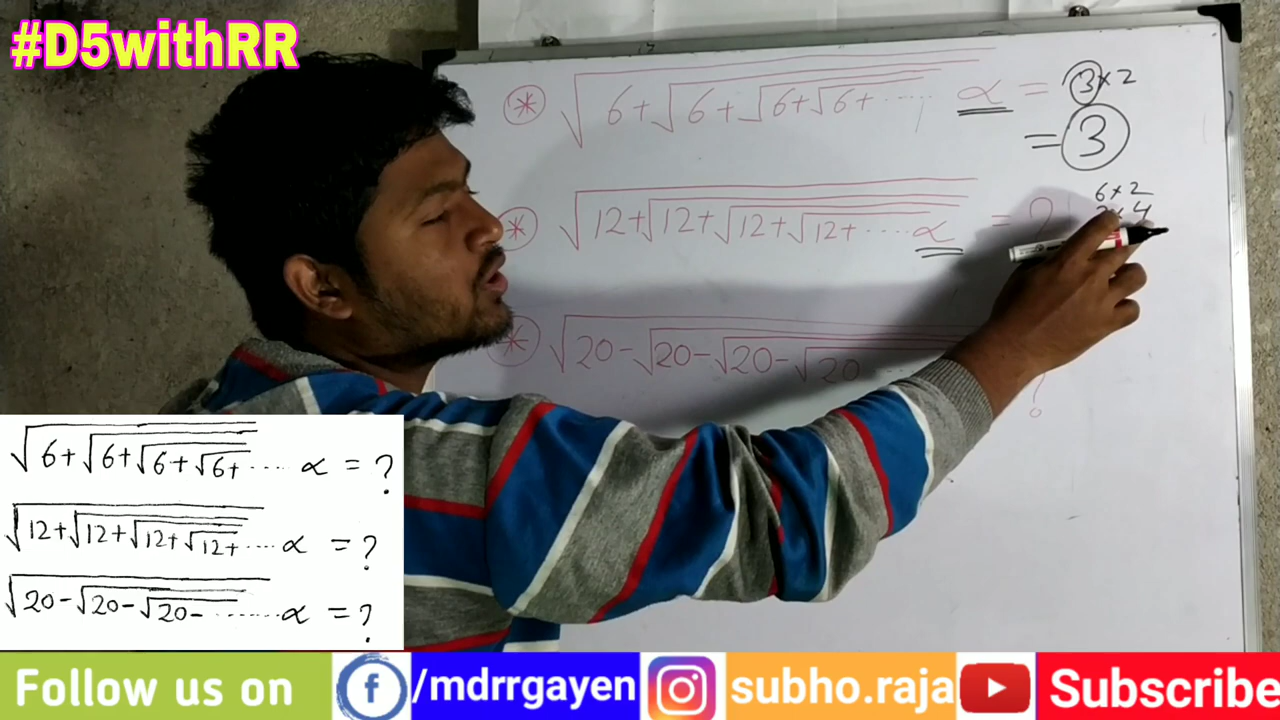 #D5withRR
* √6+√6+√6+√6+..... α = 3×2
= 3
* √12+√12+√12+√12+....α = ?
6×2
× 4
* √20-√20-√20-√20
?
√6+√6+√6+√6+.... α = ?
√12+√12+√12+√12+.... α = ?
√20-√20-√20-.......α = ?
Follow us on
/mdrrgayen
subho.raja
Subscribe